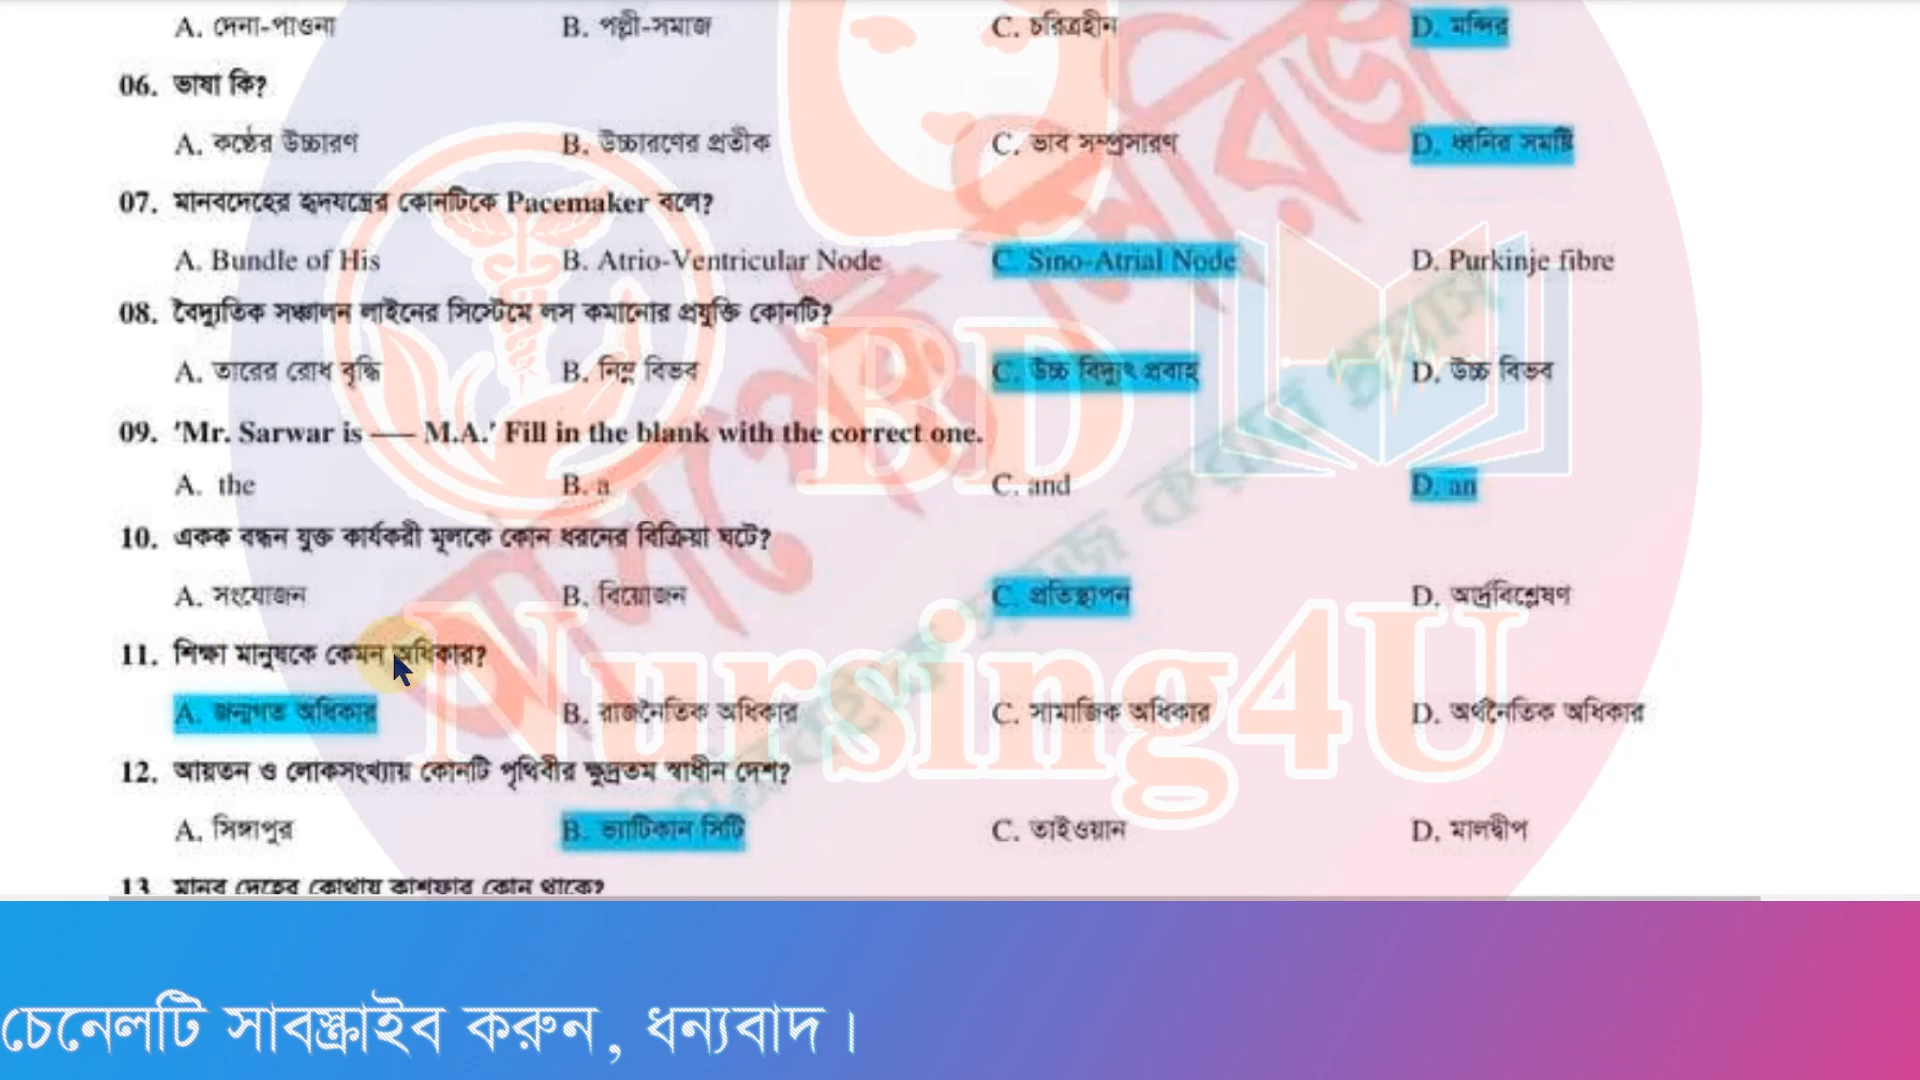 A. দেনা-পাওনা B. পল্লী-সমাজ C. চরিত্রহীন D. মন্দির
06. ভাষা কি?
A. কণ্ঠের উচ্চারণ B. উচ্চারণের প্রতীক C. ভাব সম্প্রসারণ D. ধ্বনির সমষ্টি
07. মানবদেহের হৃদযন্ত্রের কোনটিকে Pacemaker বলে?
A. Bundle of His B. Atrio-Ventricular Node C. Sino-Atrial Node D. Purkinje fibre
08. বৈদ্যুতিক সঞ্চালন লাইনের সিস্টেমে লস কমানোর প্রযুক্তি কোনটি?
A. তারের রোধ বৃদ্ধি B. নিম্ন বিভব C. উচ্চ বিদ্যুৎ প্রবাহ D. উচ্চ বিভব
09. 'Mr. Sarwar is — M.A.' Fill in the blank with the correct one.
A. the B. a C. and D. an
10. একক বন্ধন যুক্ত কার্যকরী মূলকে কোন ধরনের বিক্রিয়া ঘটে?
A. সংযোজন B. বিয়োজন C. প্রতিস্থাপন D. আর্দ্রবিশ্লেষণ
11. শিক্ষা মানুষকে কেমন অধিকার?
A. জন্মগত অধিকার B. রাজনৈতিক অধিকার C. সামাজিক অধিকার D. অর্থনৈতিক অধিকার
12. আয়তন ও লোকসংখ্যায় কোনটি পৃথিবীর ক্ষুদ্রতম স্বাধীন দেশ?
A. সিঙ্গাপুর B. ভ্যাটিকান সিটি C. তাইওয়ান D. মালদ্বীপ
13. মানব দেহের কোথায় কাশফার কোন থাকে?
BD
Nursing4U
চেনেলটি সাবস্ক্রাইব করুন, ধন্যবাদ।